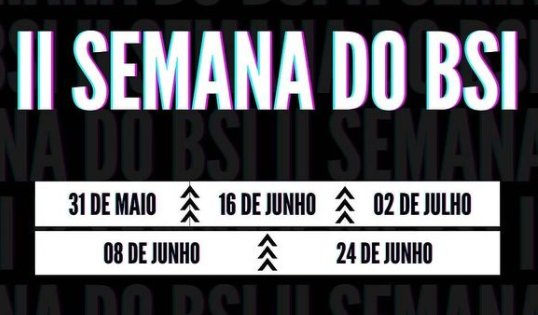 II SEMANA DO BSI
31 DE MAIO 16 DE JUNHO 02 DE JULHO
08 DE JUNHO 24 DE JUNHO